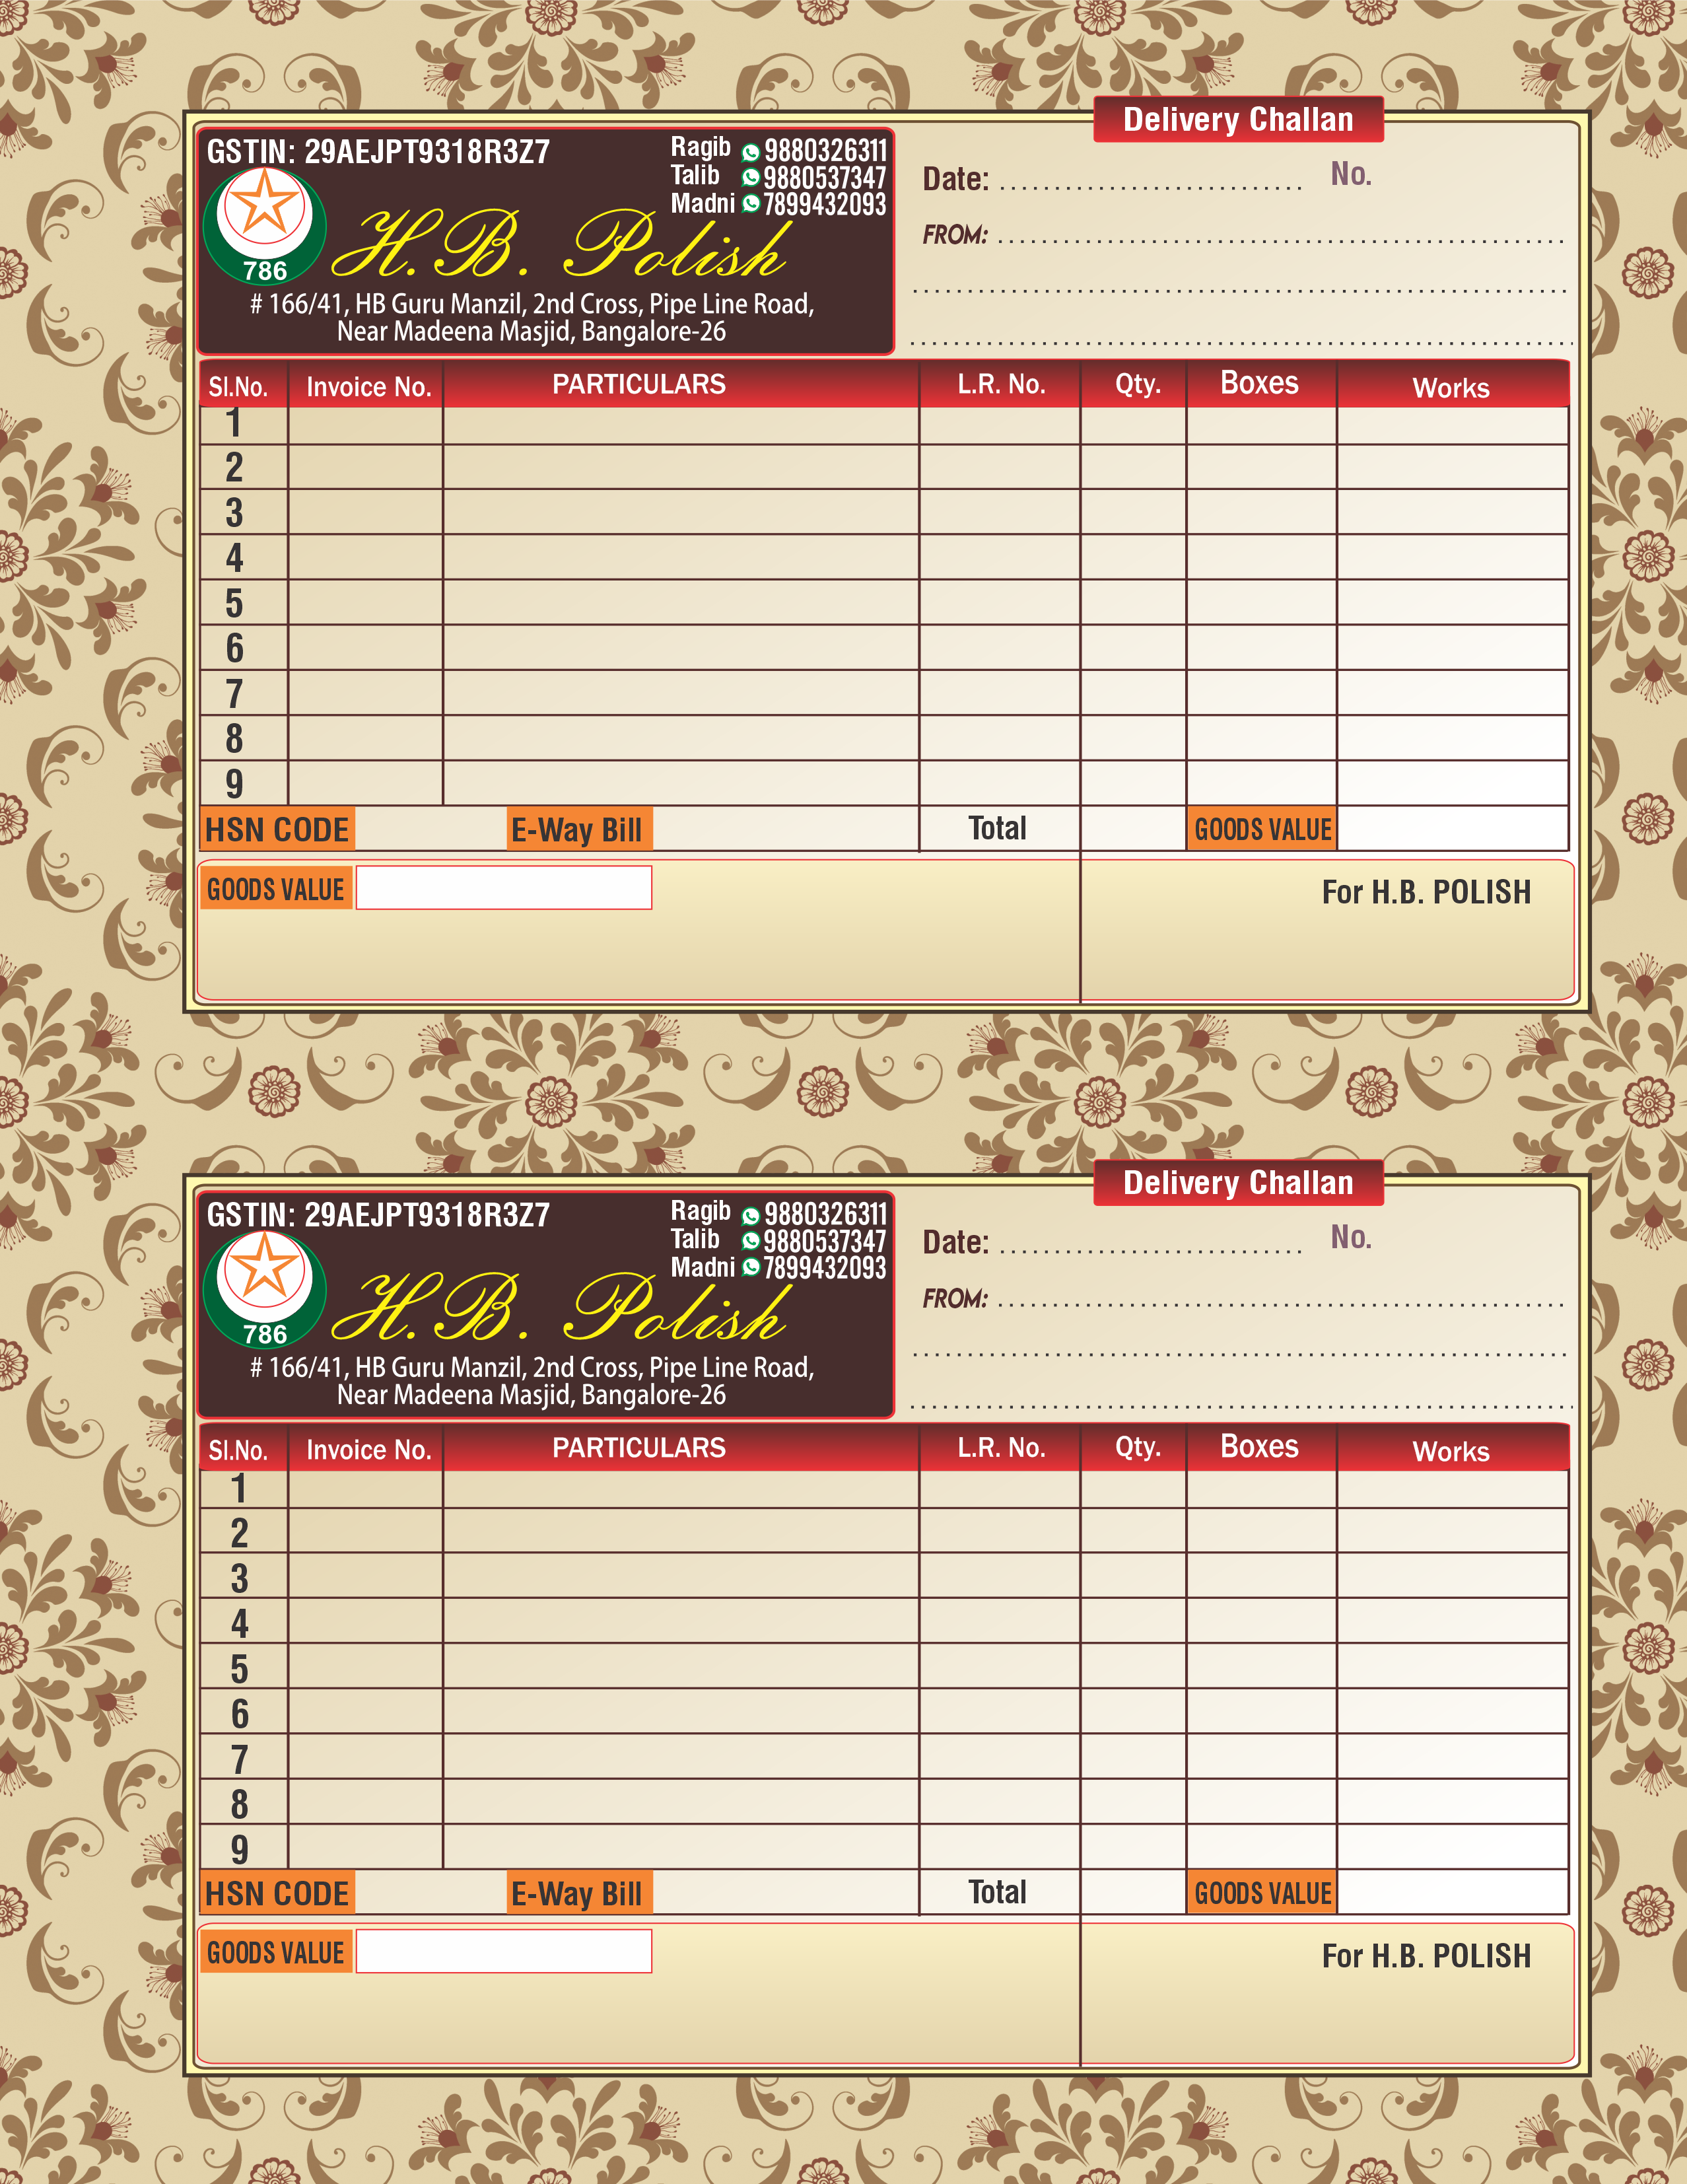 Delivery Challan
GSTIN: 29AEJPT9318R3Z7
Ragib 9880326311
Talib 9880537347
Madni 7899432093
786
H.B. Polish
# 166/41, HB Guru Manzil, 2nd Cross, Pipe Line Road,
Near Madeena Masjid, Bangalore-26
Date: ............................ No.
FROM: .....................................................
.............................................................
.............................................................
Sl.No. Invoice No. PARTICULARS L.R. No. Qty. Boxes Works
1
2
3
4
5
6
7
8
9
HSN CODE E-Way Bill Total GOODS VALUE
GOODS VALUE For H.B. POLISH
Delivery Challan
GSTIN: 29AEJPT9318R3Z7
Ragib 9880326311
Talib 9880537347
Madni 7899432093
786
H.B. Polish
# 166/41, HB Guru Manzil, 2nd Cross, Pipe Line Road,
Near Madeena Masjid, Bangalore-26
Date: ............................ No.
FROM: .....................................................
.............................................................
.............................................................
Sl.No. Invoice No. PARTICULARS L.R. No. Qty. Boxes Works
1
2
3
4
5
6
7
8
9
HSN CODE E-Way Bill Total GOODS VALUE
GOODS VALUE For H.B. POLISH